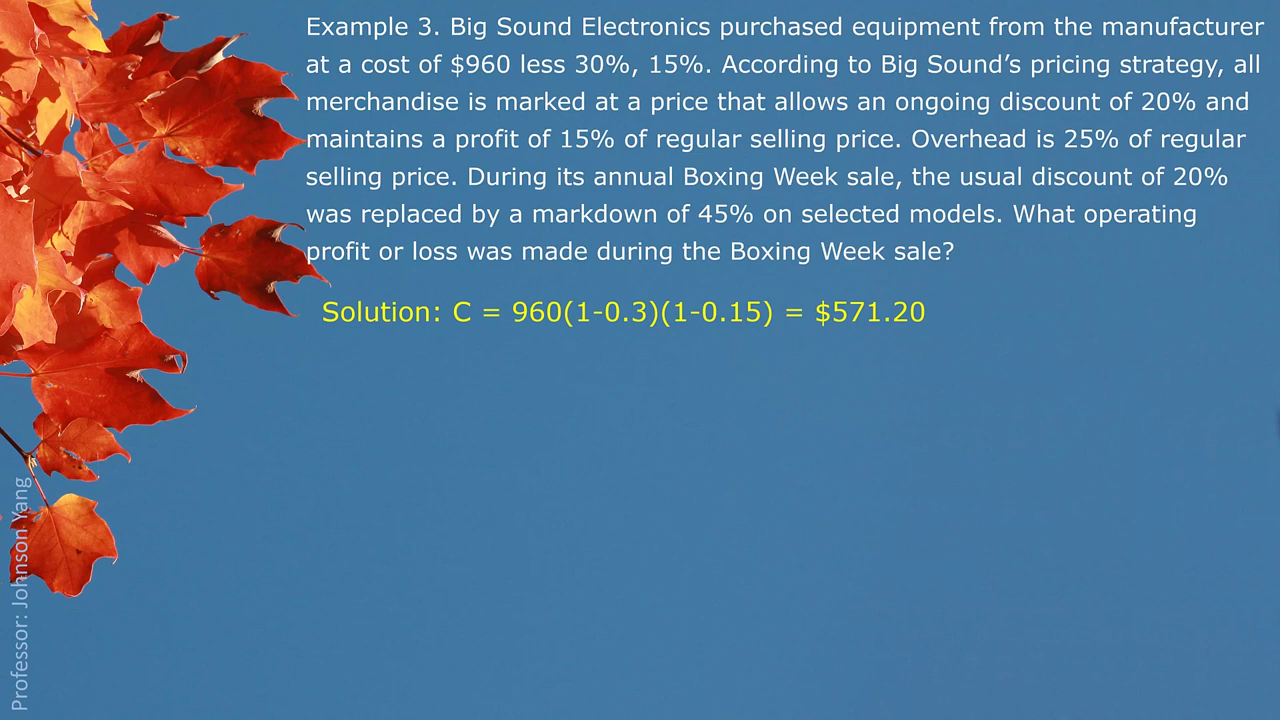 Example 3. Big Sound Electronics purchased equipment from the manufacturer
at a cost of $960 less 30%, 15%. According to Big Sound’s pricing strategy, all
merchandise is marked at a price that allows an ongoing discount of 20% and
maintains a profit of 15% of regular selling price. Overhead is 25% of regular
selling price. During its annual Boxing Week sale, the usual discount of 20%
was replaced by a markdown of 45% on selected models. What operating
profit or loss was made during the Boxing Week sale?
Solution: C = 960(1-0.3)(1-0.15) = $571.20
Professor: Johnson Yang